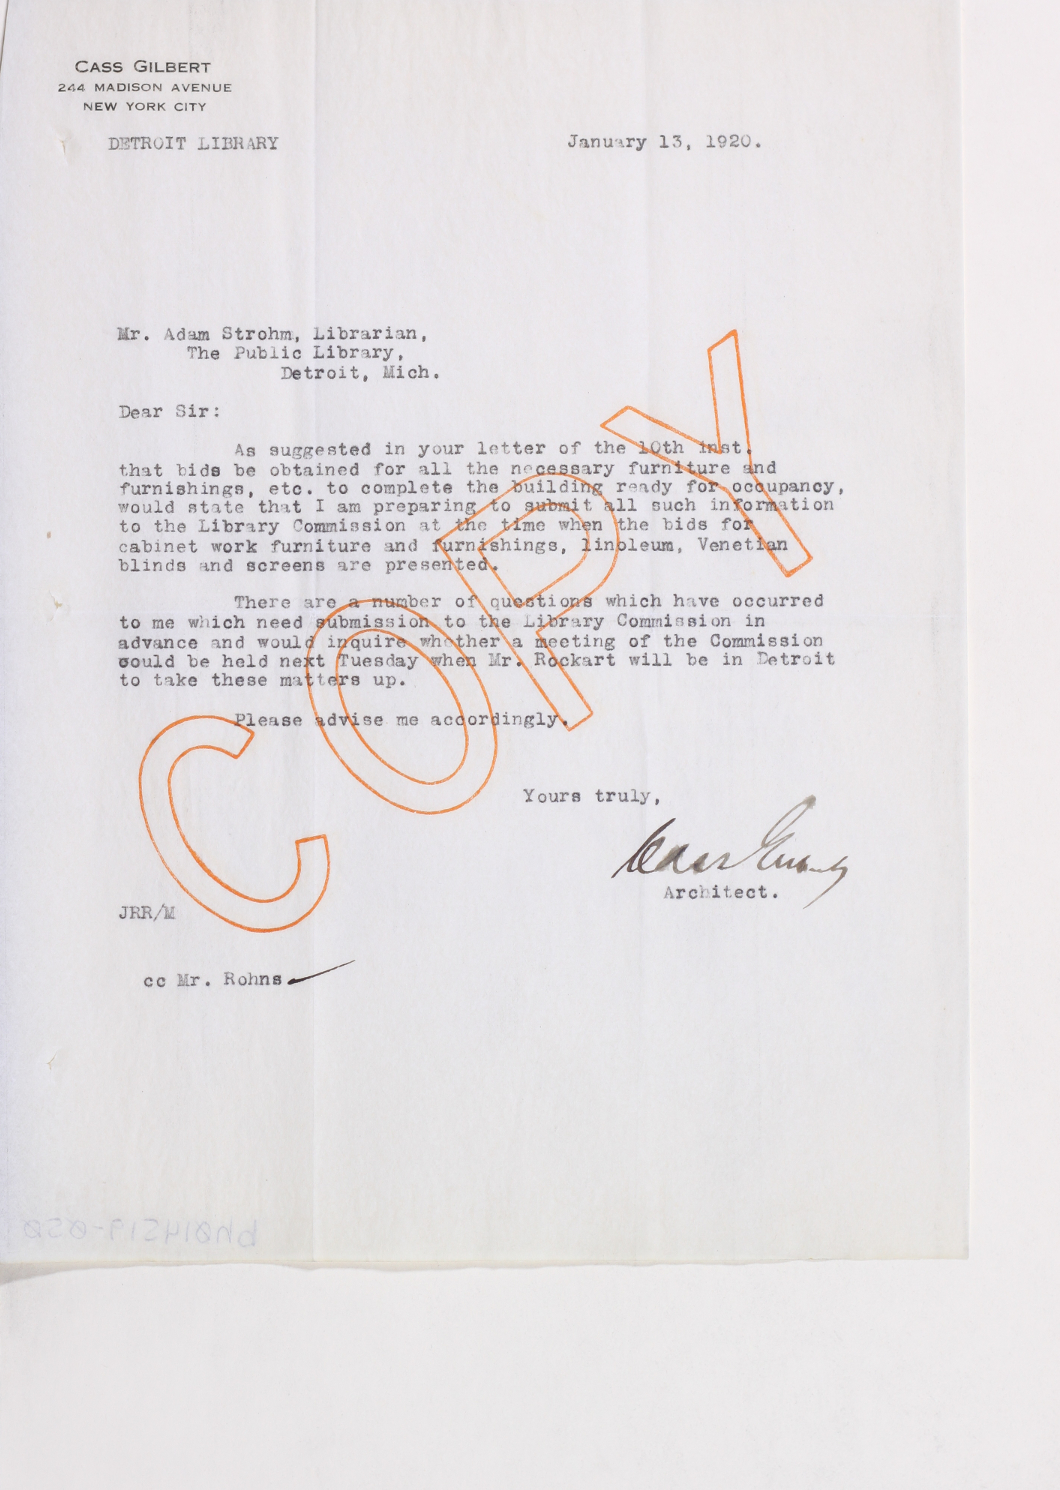 CASS GILBERT
244 MADISON AVENUE
NEW YORK CITY
DETROIT LIBRARY
January 13, 1920.
Mr. Adam Strohm, Librarian,
The Public Library,
Detroit, Mich.
Dear Sir:
As suggested in your letter of the 10th inst.
that bids be obtained for all the necessary furniture and
furnishings, etc. to complete the building ready for occupancy,
would state that I am preparing to submit all such information
to the Library Commission at the time when the bids for
cabinet work furniture and furnishings, linoleum, Venetian
blinds and screens are presented.
There are a number of questions which have occurred
to me which need submission to the Library Commission in
advance and would inquire whether a meeting of the Commission
could be held next Tuesday when Mr. Rockart will be in Detroit
to take these matters up.
Please advise me accordingly.
Yours truly,
Cass Gilbert
Architect.
JRR/M
cc Mr. Rohns
COPY